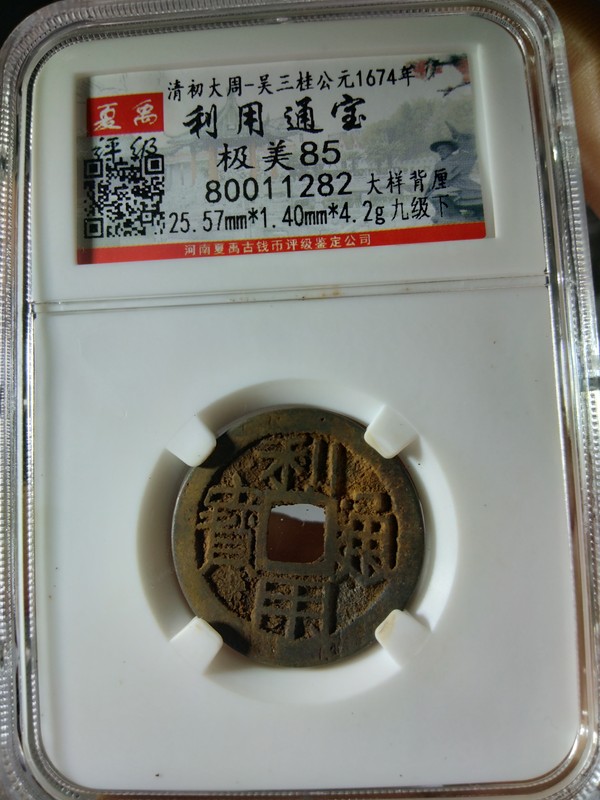 清初大周-吴三桂公元1674年
夏禹
评级
利用通宝
极美85
80011282 大样背厘
25.57mm*1.40mm*4.2g 九级下
河南夏禹古钱币评级鉴定公司
利用通寳